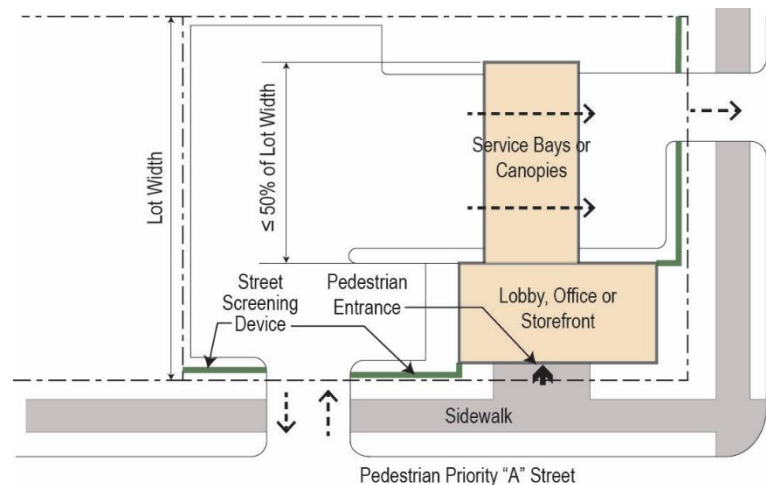 Lot Width
≤ 50% of Lot Width
Service Bays or
Canopies
Street
Screening
Device
Pedestrian
Entrance
Lobby, Office or
Storefront
Sidewalk
Pedestrian Priority “A” Street